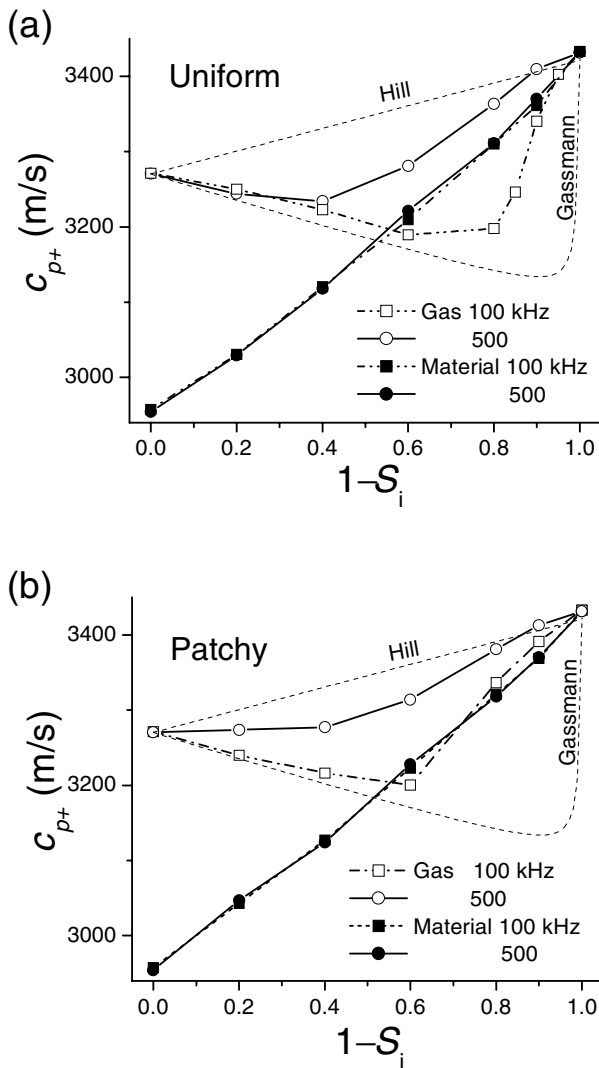 (a)
Uniform
Hill
Gassmann
3400
3200
3000
c_{p+} (m/s)
Gas 100 kHz
500
Material 100 kHz
500
0.0 0.2 0.4 0.6 0.8 1.0
1–S_i
(b)
Patchy
Hill
Gassmann
3400
3200
3000
c_{p+} (m/s)
Gas 100 kHz
500
Material 100 kHz
500
0.0 0.2 0.4 0.6 0.8 1.0
1–S_i